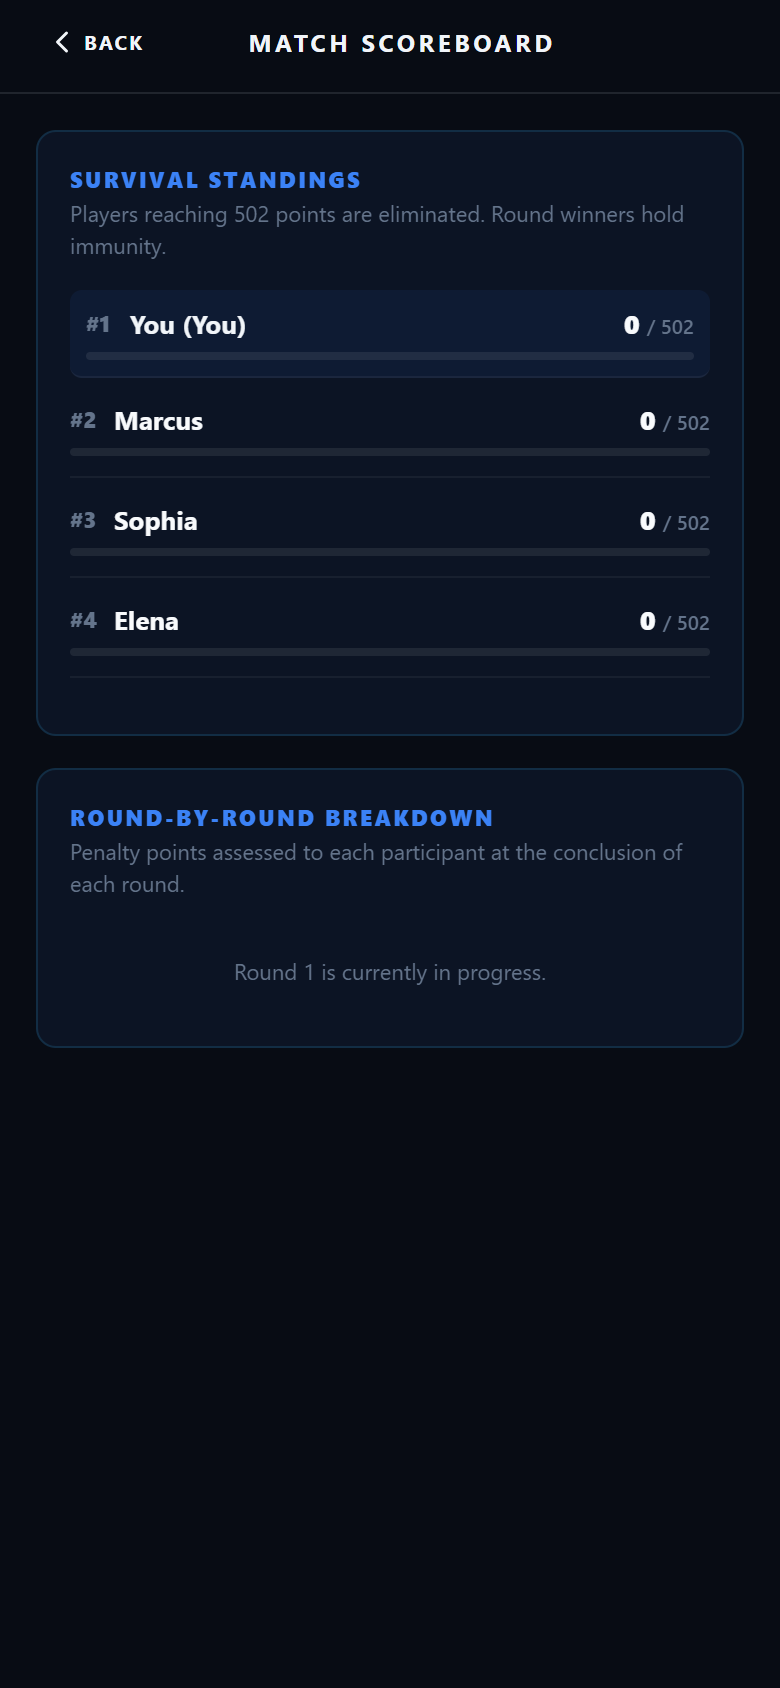 BACK
MATCH SCOREBOARD
SURVIVAL STANDINGS
Players reaching 502 points are eliminated. Round winners hold
immunity.
#1 You (You) 0 / 502
#2 Marcus 0 / 502
#3 Sophia 0 / 502
#4 Elena 0 / 502
ROUND-BY-ROUND BREAKDOWN
Penalty points assessed to each participant at the conclusion of
each round.
Round 1 is currently in progress.